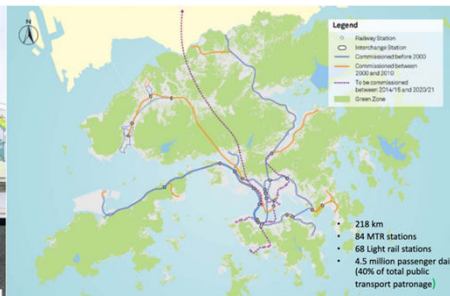 N
Legend
Railway Station
Interchange Station
Commissioned before 2000
Commissioned between
2000 and 2010
To be commissioned
between 2014/15 and 2020/21
Green Zone
• 218 km
• 84 MTR stations
• 68 Light rail stations
• 4.5 million passenger dai
(40% of total public
transport patronage)